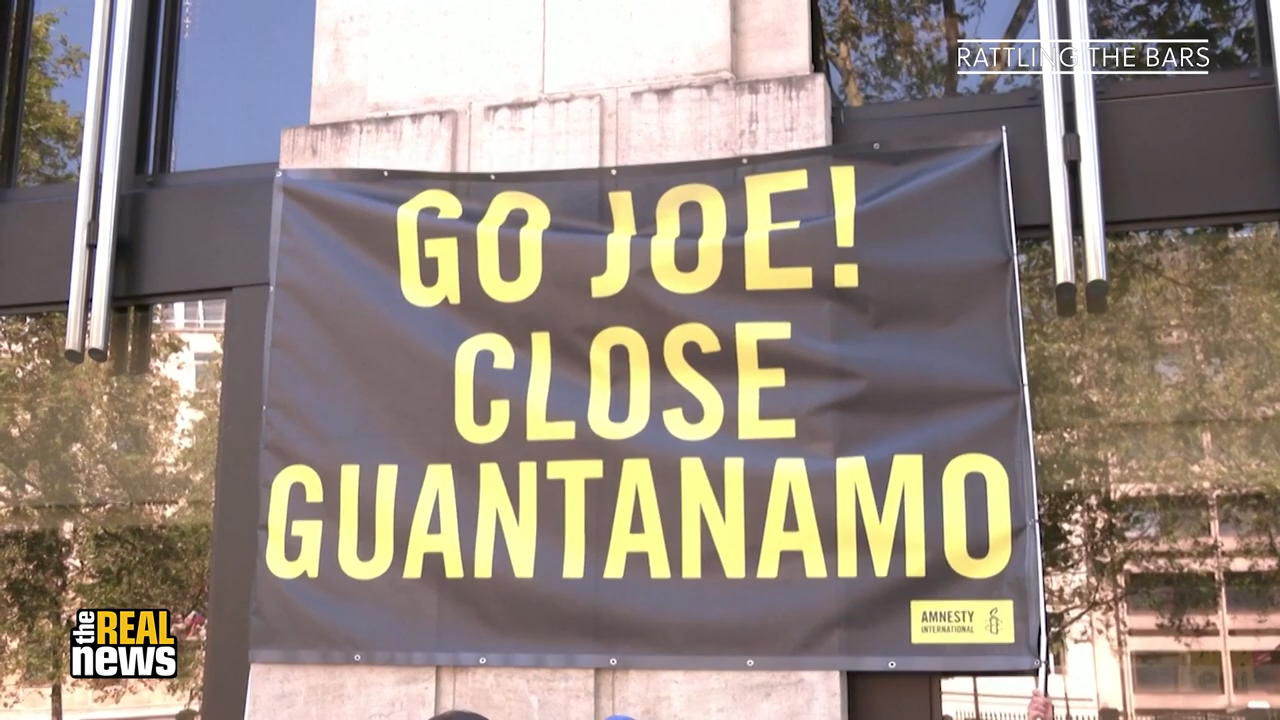 RATTLING THE BARS
GO JOE!
CLOSE
GUANTANAMO
AMNESTY
INTERNATIONAL
the REAL
news